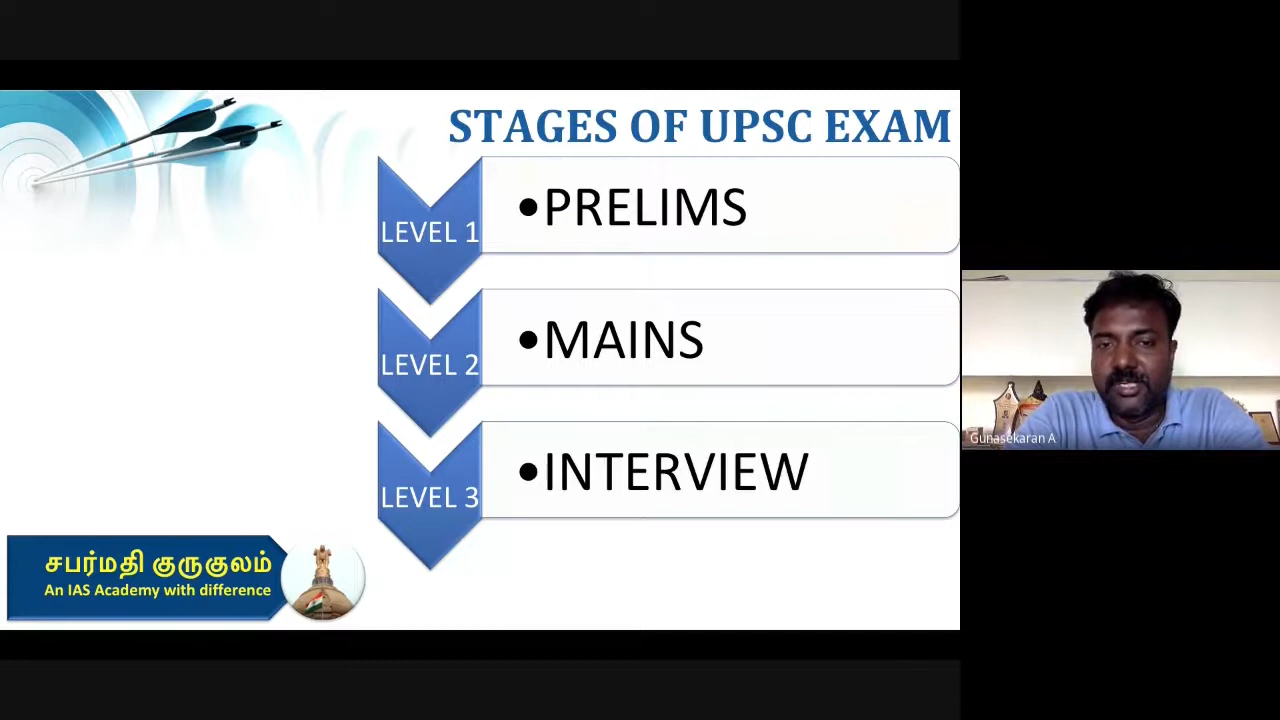 STAGES OF UPSC EXAM
LEVEL 1
•PRELIMS
LEVEL 2
•MAINS
LEVEL 3
•INTERVIEW
சபர்மதி குருகுலம்
An IAS Academy with difference
Gunasekaran A